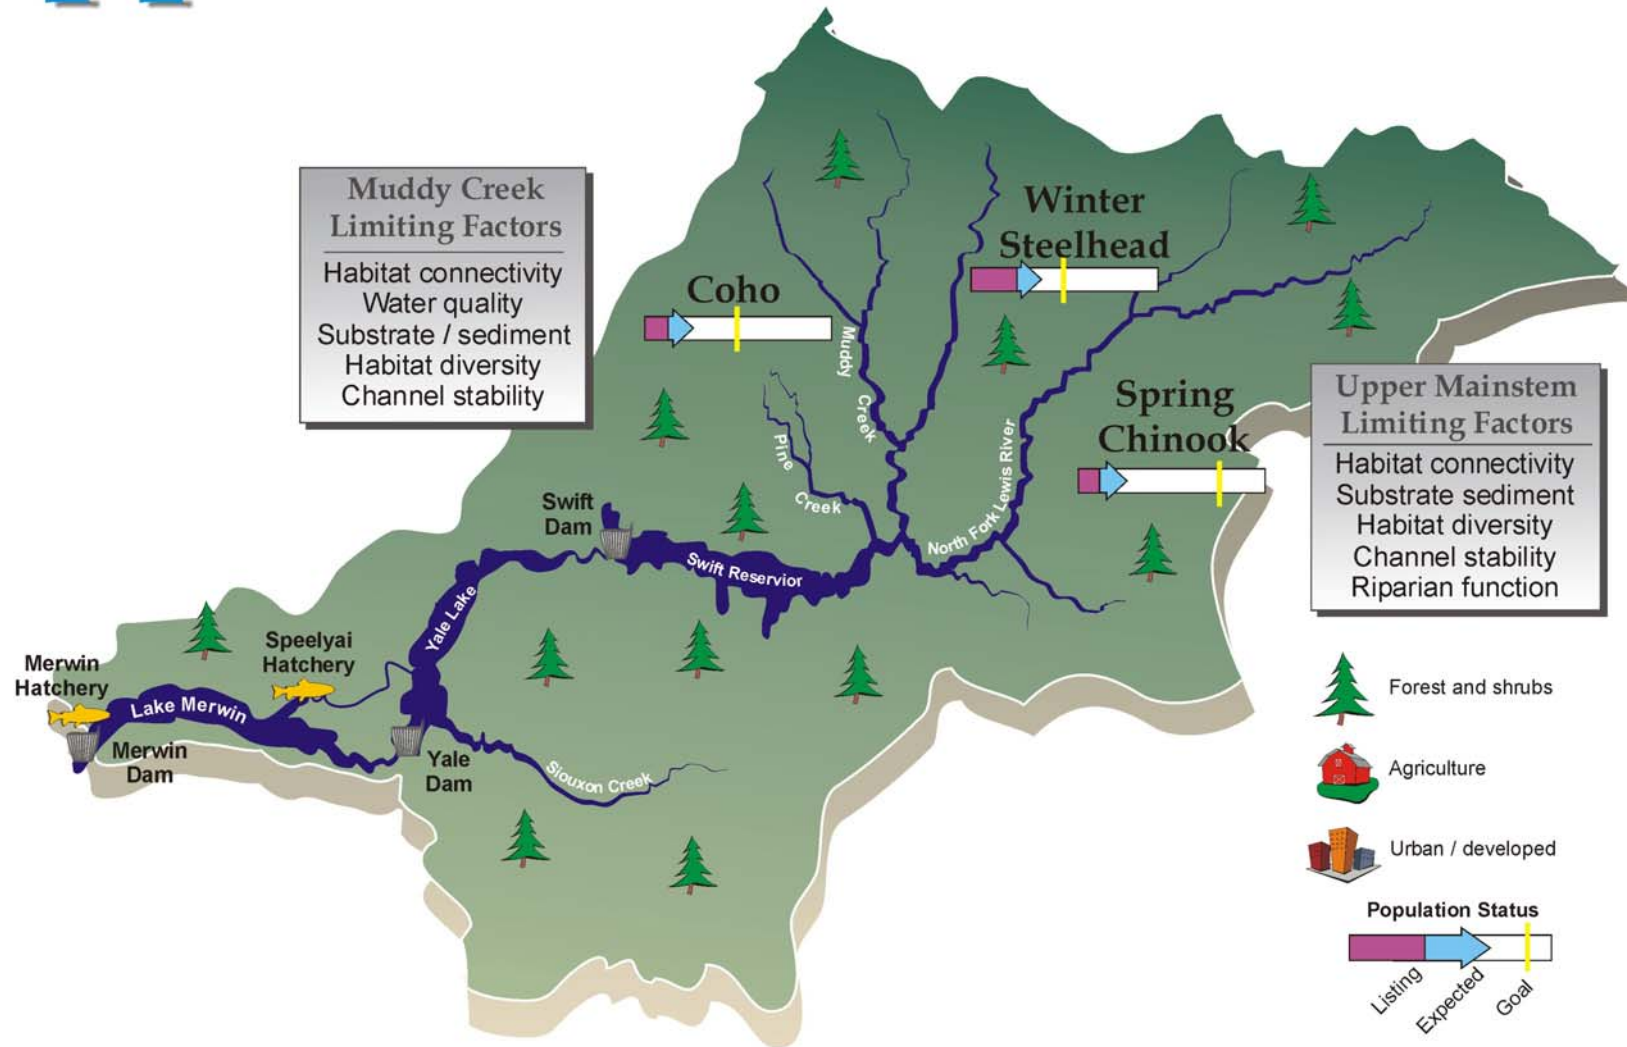 Muddy Creek
Limiting Factors
Habitat connectivity
Water quality
Substrate / sediment
Habitat diversity
Channel stability
Coho
Winter
Steelhead
Spring
Chinook
Upper Mainstem
Limiting Factors
Habitat connectivity
Substrate sediment
Habitat diversity
Channel stability
Riparian function
Muddy
Creek
Pine
Creek
North Fork Lewis River
Swift
Dam
Swift Reservior
Yale Lake
Speelyai
Hatchery
Merwin
Hatchery
Lake Merwin
Merwin
Dam
Yale
Dam
Siouxon Creek
Forest and shrubs
Agriculture
Urban / developed
Population Status
Listing
Expected
Goal